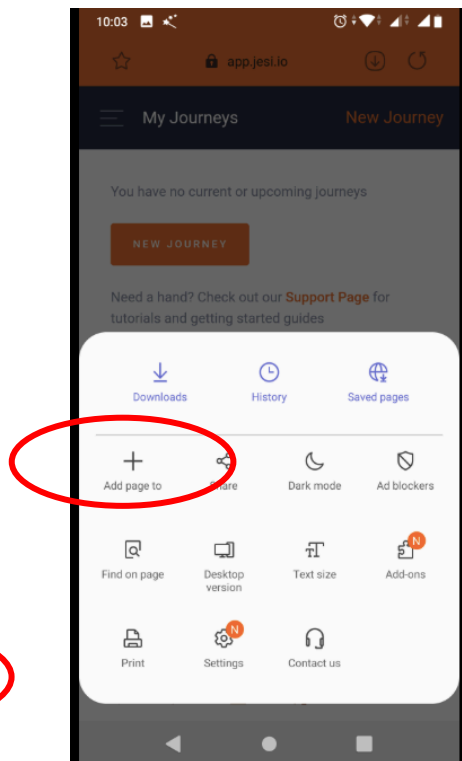 10:03
app.jesi.io
My Journeys New Journey
You have no current or upcoming journeys
NEW JOURNEY
Need a hand? Check out our Support Page for
tutorials and getting started guides
Downloads History Saved pages
Add page to Share Dark mode Ad blockers
Find on page Desktop version Text size Add-ons
N
Print Settings Contact us
N